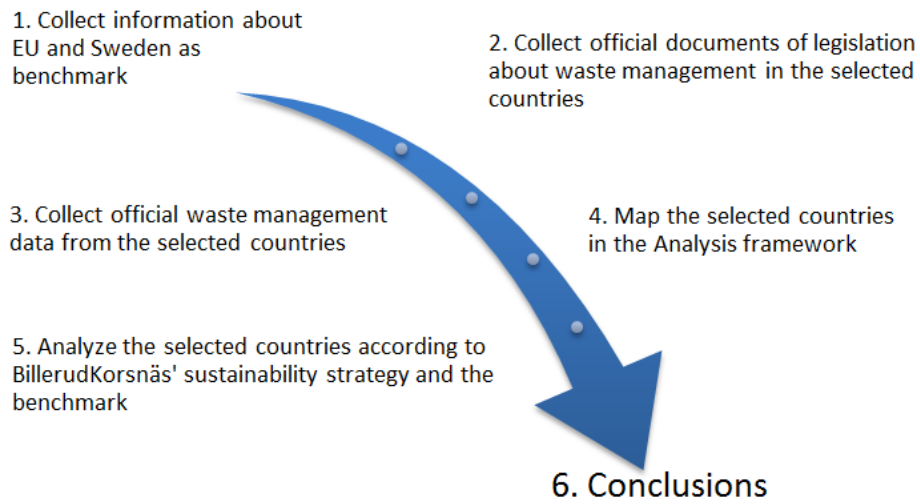 1. Collect information about
EU and Sweden as
benchmark
2. Collect official documents of legislation
about waste management in the selected
countries
3. Collect official waste management
data from the selected countries
4. Map the selected countries
in the Analysis framework
5. Analyze the selected countries according to
BillerudKorsnäs' sustainability strategy and the
benchmark
6. Conclusions